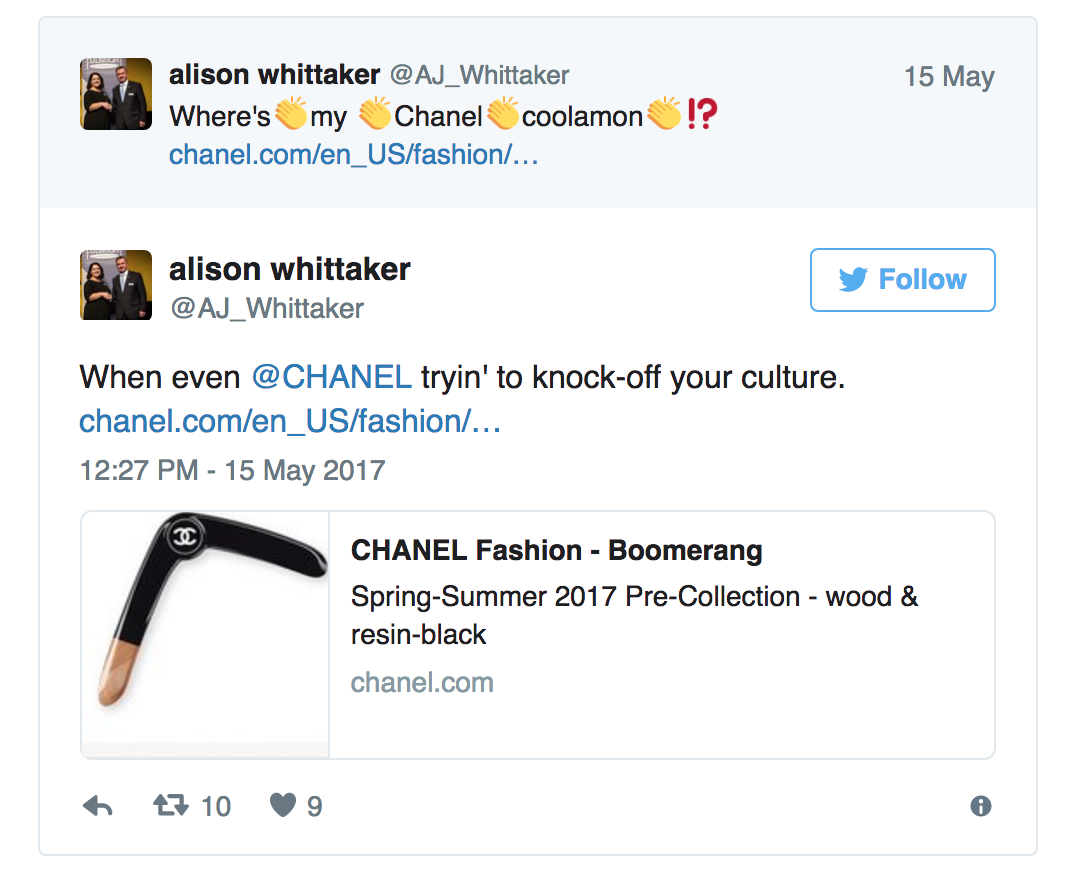 alison whittaker @AJ_Whittaker 15 May
Where's👏my 👏Chanel👏coolamon👏⁉️
chanel.com/en_US/fashion/…
alison whittaker
@AJ_Whittaker
Follow
When even @CHANEL tryin' to knock-off your culture.
chanel.com/en_US/fashion/…
12:27 PM - 15 May 2017
CHANEL Fashion - Boomerang
Spring-Summer 2017 Pre-Collection - wood &
resin-black
chanel.com
10 9